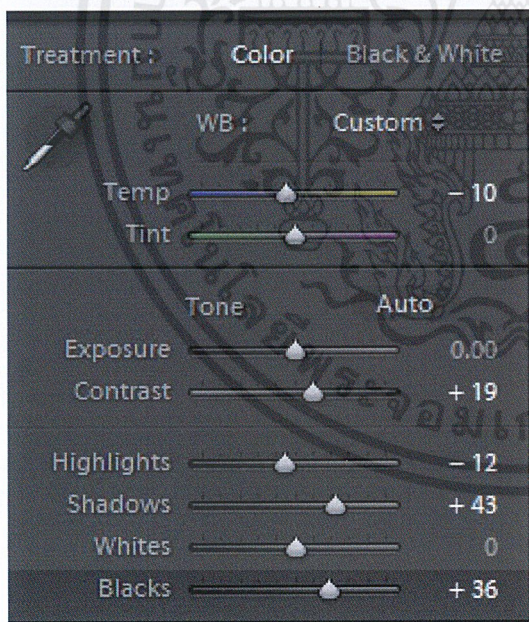 Treatment : Color Black & White
WB : Custom
Temp – 10
Tint 0
Tone Auto
Exposure 0.00
Contrast + 19
Highlights – 12
Shadows + 43
Whites 0
Blacks + 36